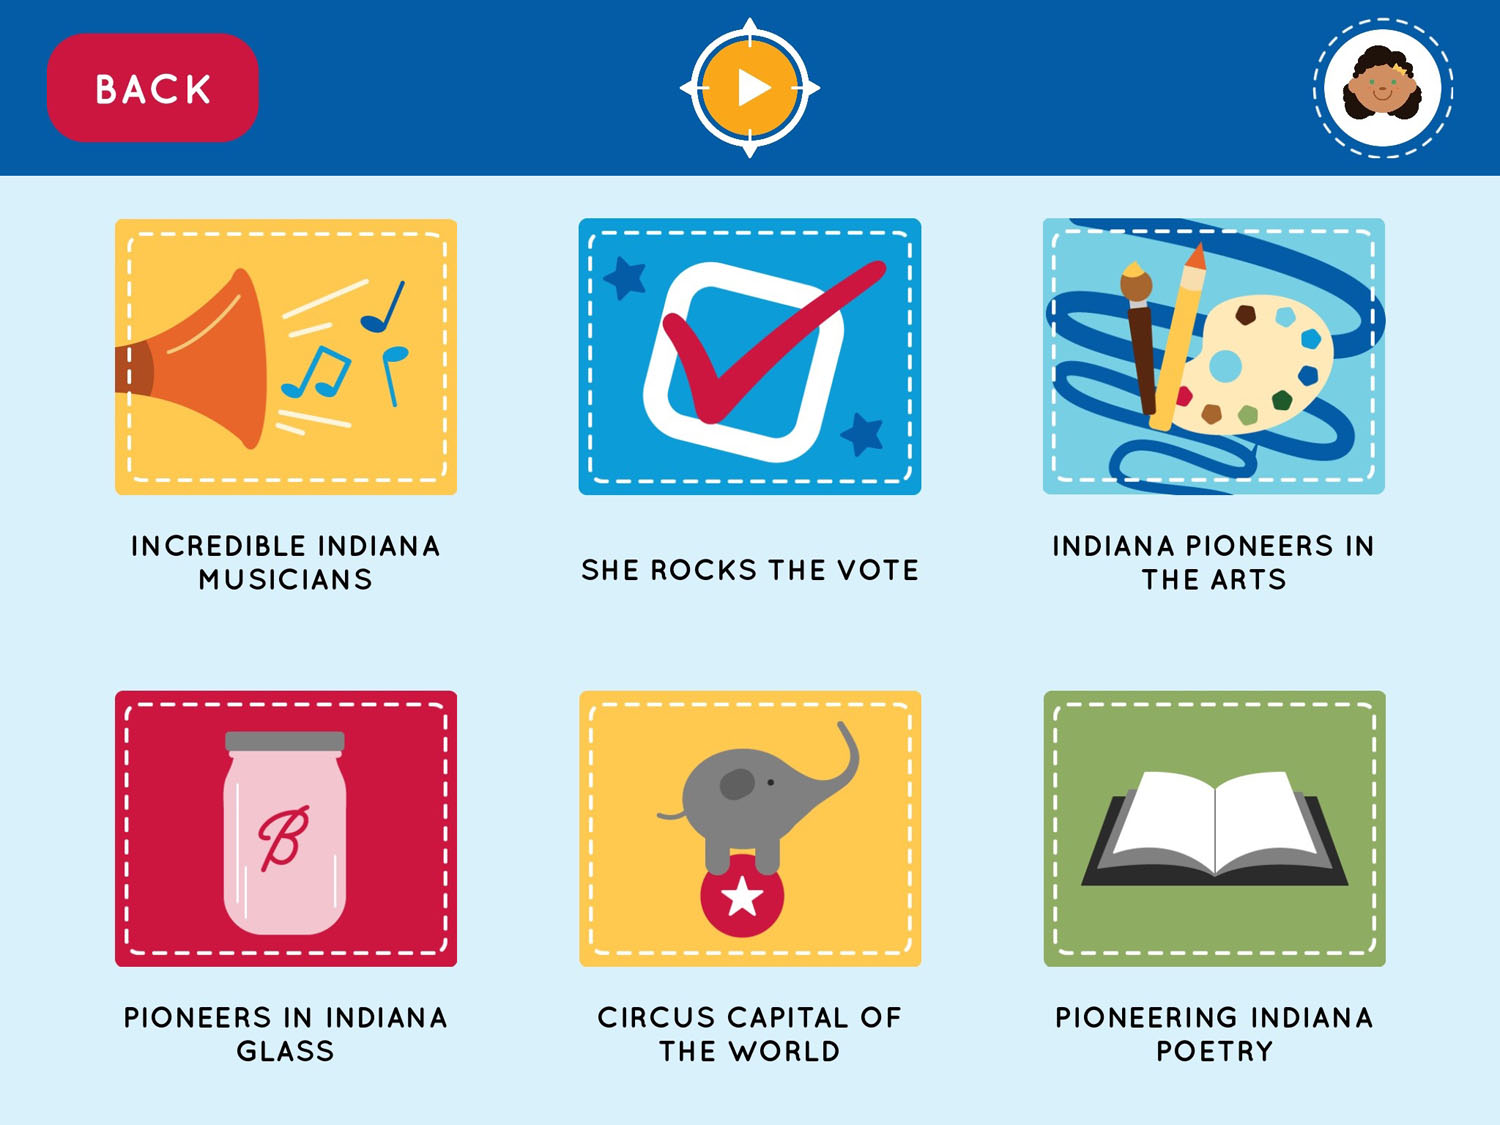 BACK
INCREDIBLE INDIANA
MUSICIANS
SHE ROCKS THE VOTE
INDIANA PIONEERS IN
THE ARTS
B
PIONEERS IN INDIANA
GLASS
CIRCUS CAPITAL OF
THE WORLD
PIONEERING INDIANA
POETRY